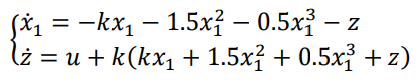 ẋ₁ = −kx₁ − 1.5x₁² − 0.5x₁³ − z
ż = u + k(kx₁ + 1.5x₁² + 0.5x₁³ + z)